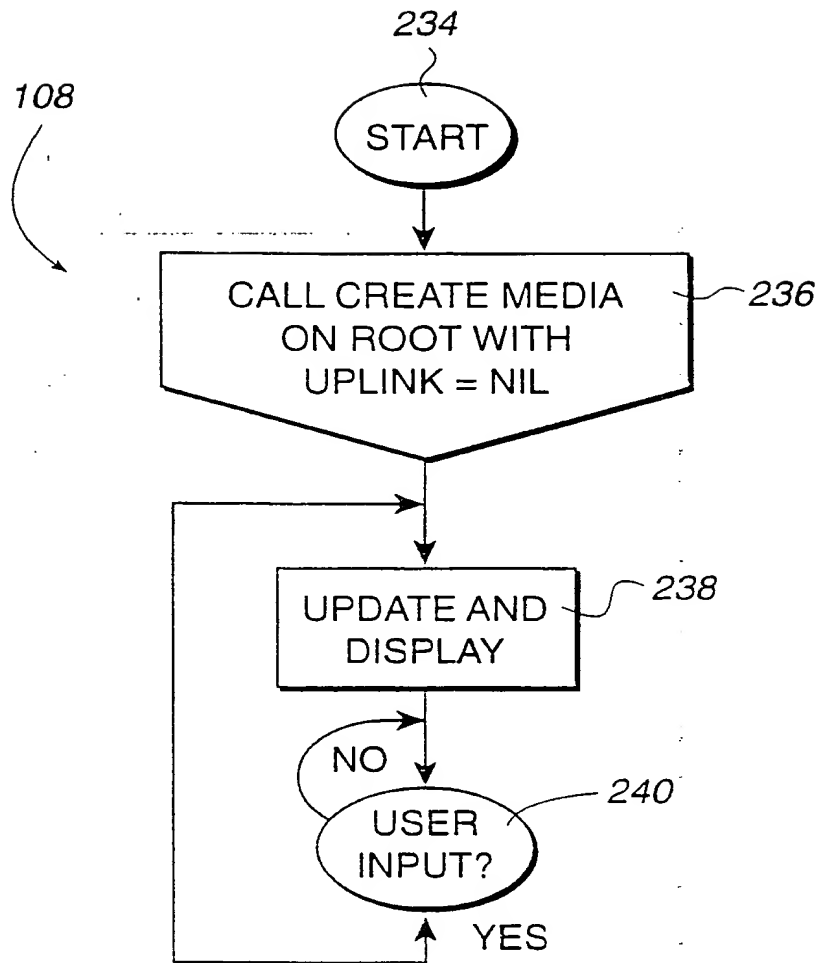 234
108
START
CALL CREATE MEDIA
ON ROOT WITH
UPLINK = NIL
236
UPDATE AND
DISPLAY
238
NO
USER
INPUT?
240
YES